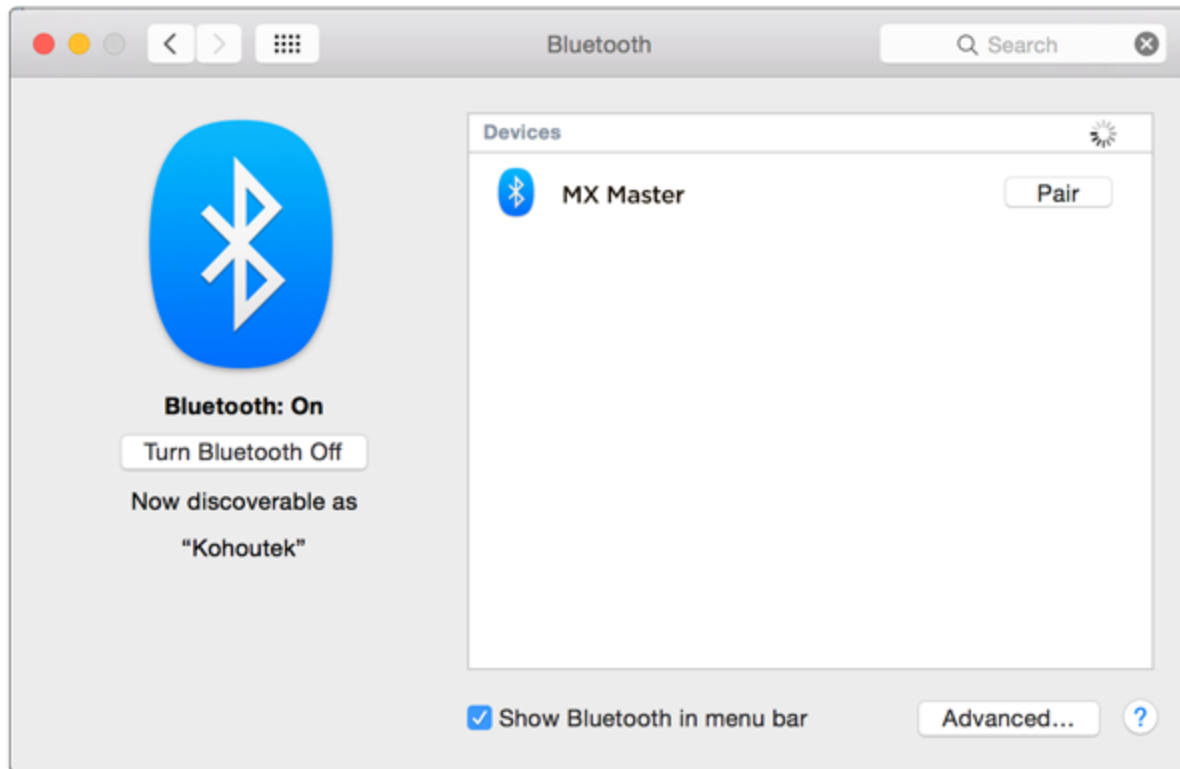 Bluetooth
Search
Devices
MX Master
Pair
Bluetooth: On
Turn Bluetooth Off
Now discoverable as
“Kohoutek”
Show Bluetooth in menu bar
Advanced...
?